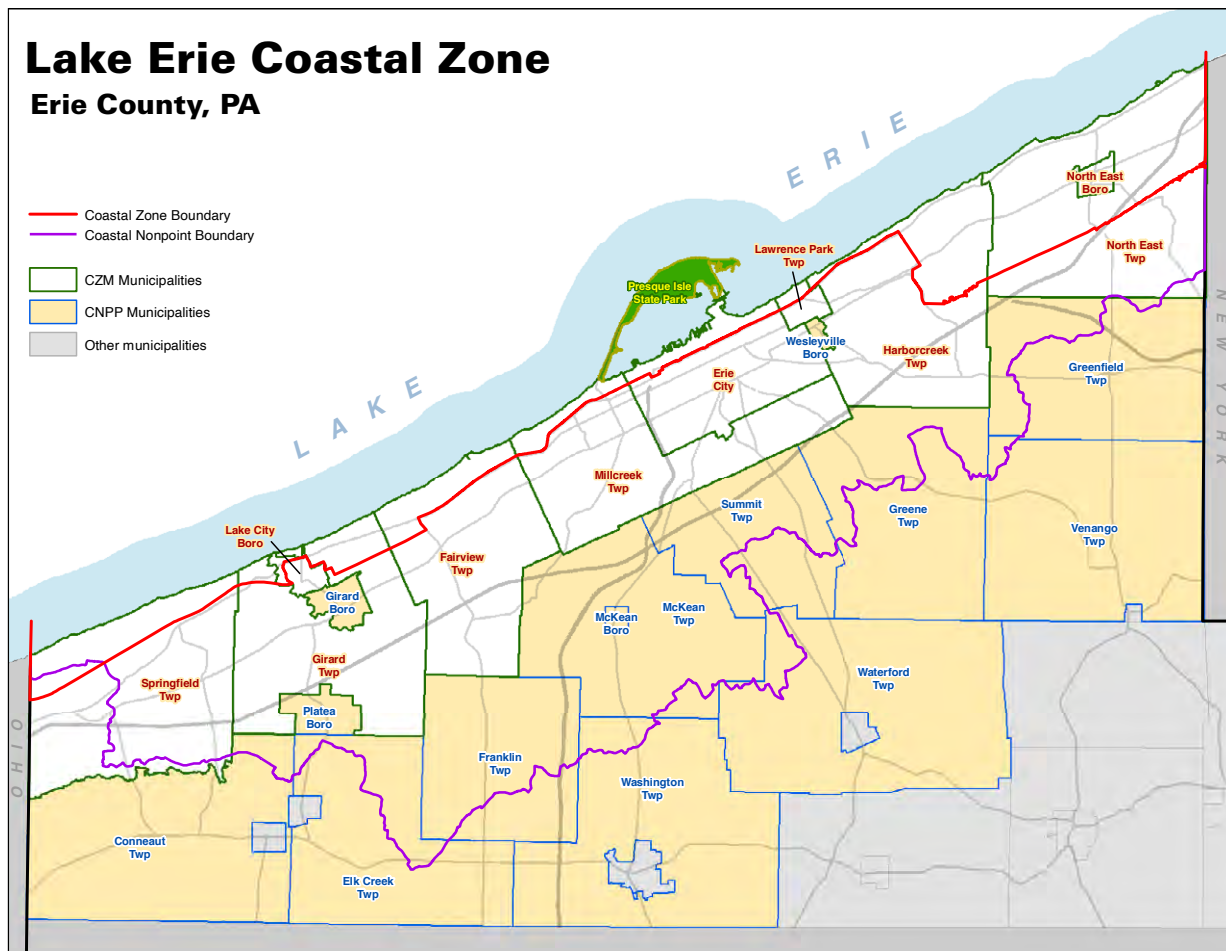 Lake Erie Coastal Zone
Erie County, PA
Coastal Zone Boundary
Coastal Nonpoint Boundary
CZM Municipalities
CNPP Municipalities
Other municipalities
LAKE ERIE
North East
Boro
North East
Twp
Lawrence Park
Twp
Presque Isle
State Park
Wesleyville
Boro
Harborcreek
Twp
Erie
City
Greenfield
Twp
NEW YORK
Millcreek
Twp
Summit
Twp
Greene
Twp
Venango
Twp
Lake City
Boro
Fairview
Twp
Girard
Boro
McKean
Boro
McKean
Twp
Girard
Twp
Springfield
Twp
Waterford
Twp
Platea
Boro
OHIO
Franklin
Twp
Washington
Twp
Conneaut
Twp
Elk Creek
Twp